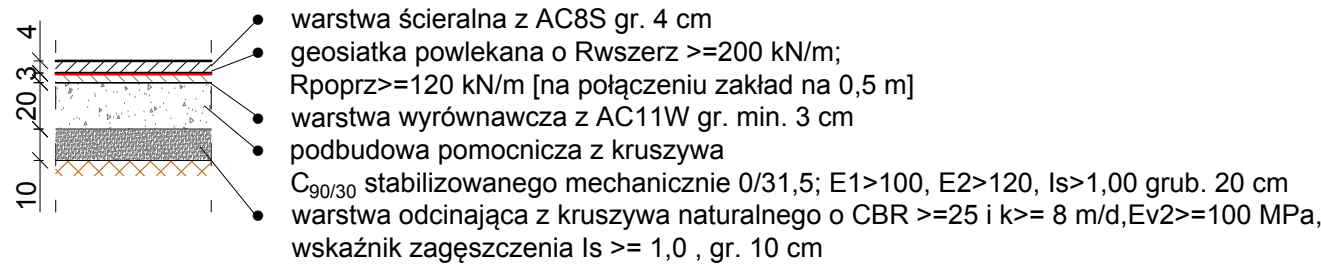 4
3
20
10
warstwa ścieralna z AC8S gr. 4 cm
geosiatka powlekana o Rwszerz >=200 kN/m;
Rpoprz>=120 kN/m [na połączeniu zakład na 0,5 m]
warstwa wyrównawcza z AC11W gr. min. 3 cm
podbudowa pomocnicza z kruszywa
C90/30 stabilizowanego mechanicznie 0/31,5; E1>100, E2>120, Is>1,00 grub. 20 cm
warstwa odcinająca z kruszywa naturalnego o CBR >=25 i k>= 8 m/d,Ev2>=100 MPa,
wskaźnik zagęszczenia Is >= 1,0 , gr. 10 cm